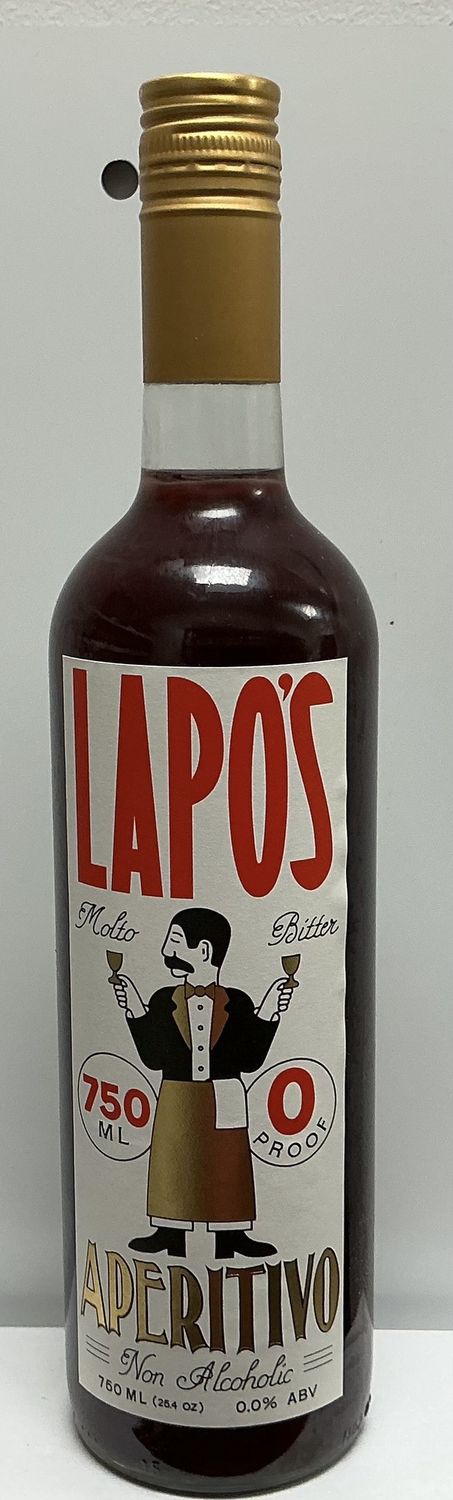 LAPO'S
Molto Bitter
750 ML
0 PROOF
APERITIVO
Non Alcoholic
750 ML (25.4 OZ) 0.0% ABV